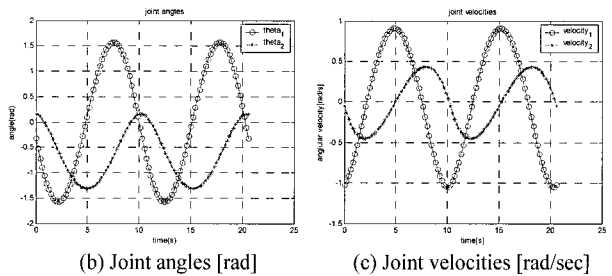 joint angles
theta1
theta2
angle(rad)
2
1.5
1
0.5
0
-0.5
-1
-1.5
-2
0 5 10 15 20 25
time[s]
(b) Joint angles [rad]
joint velocities
velocity1
velocity2
angular velocity(rad/s)
1
0.5
0
-0.5
-1
-1.5
0 5 10 15 20 25
time[s]
(c) Joint velocities [rad/sec]